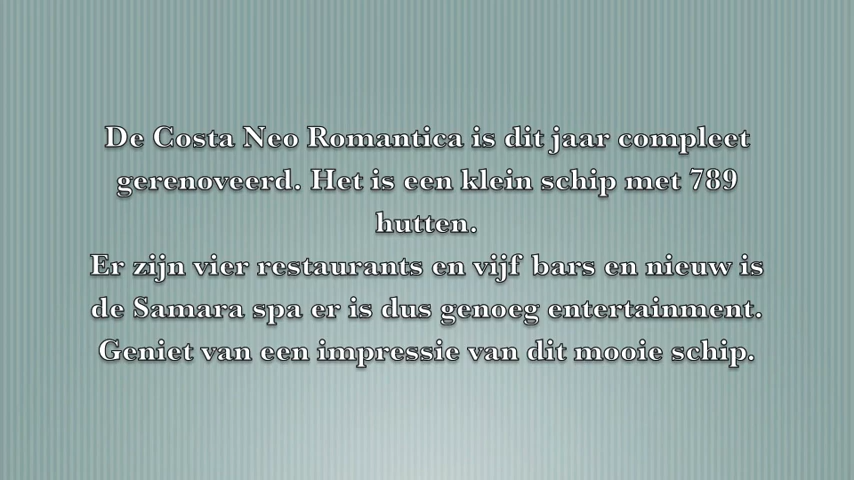 De Costa Neo Romantica is dit jaar compleet
gerenoveerd. Het is een klein schip met 789
hutten.
Er zijn vier restaurants en vijf bars en nieuw is
de Samara spa er is dus genoeg entertainment.
Geniet van een impressie van dit mooie schip.